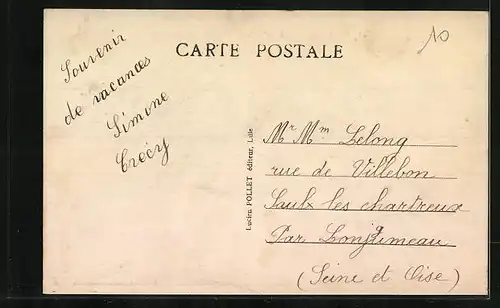 10
CARTE POSTALE
Souvenir
de vacances
Simone
Crécy
Lucien POLLET éditeur, Lille
Mr Mm Lelong
rue de Villebon
Saulx les chartreux
Par Longjumeau
(Seine et Oise)